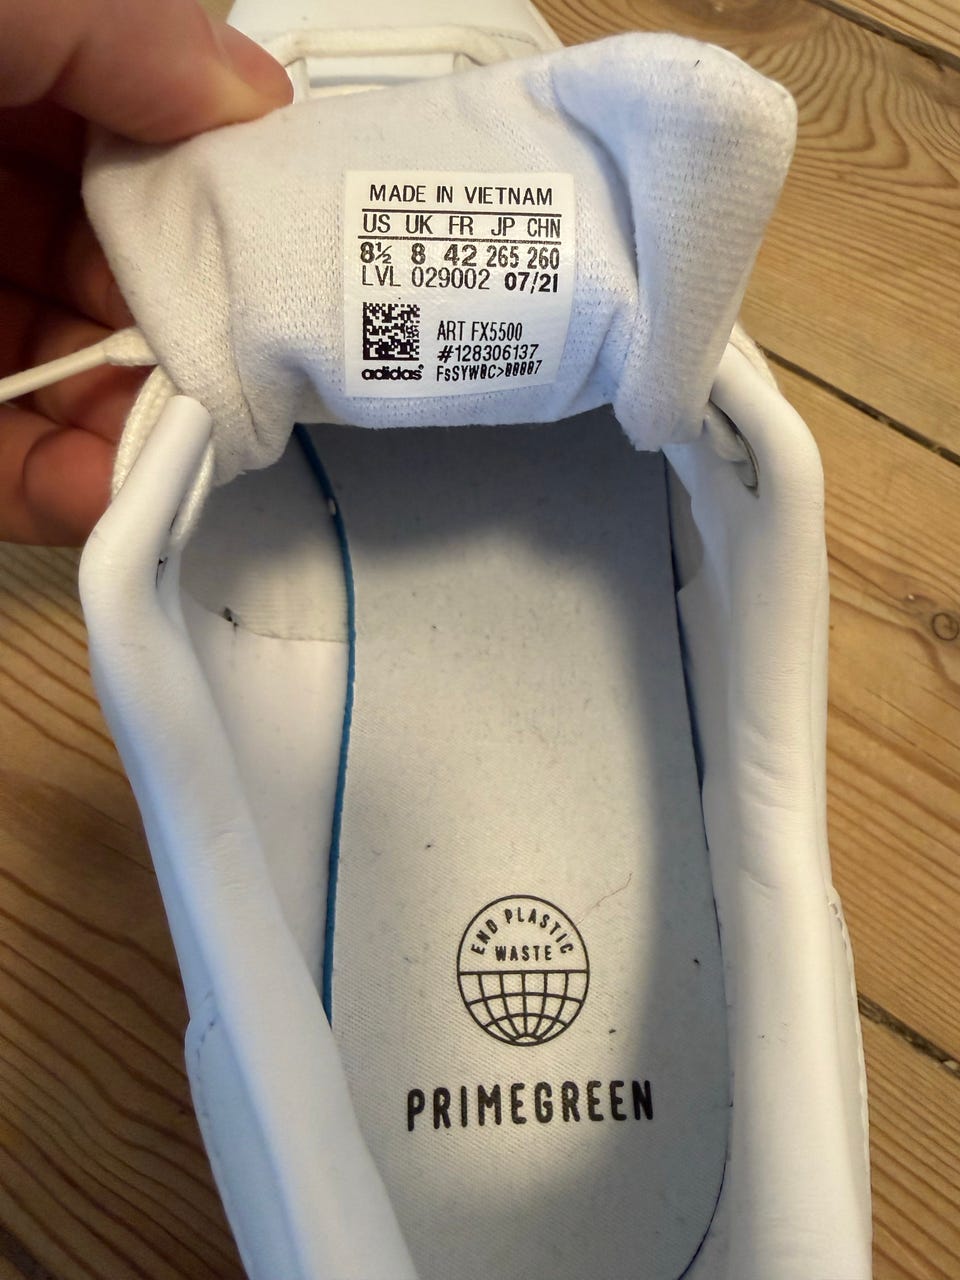 MADE IN VIETNAM
US UK FR JP CHN
8½ 8 42 265 260
LVL 029002 07/21
ART FX5500
#128306137
adidas
END PLASTIC
WASTE
PRIMEGREEN